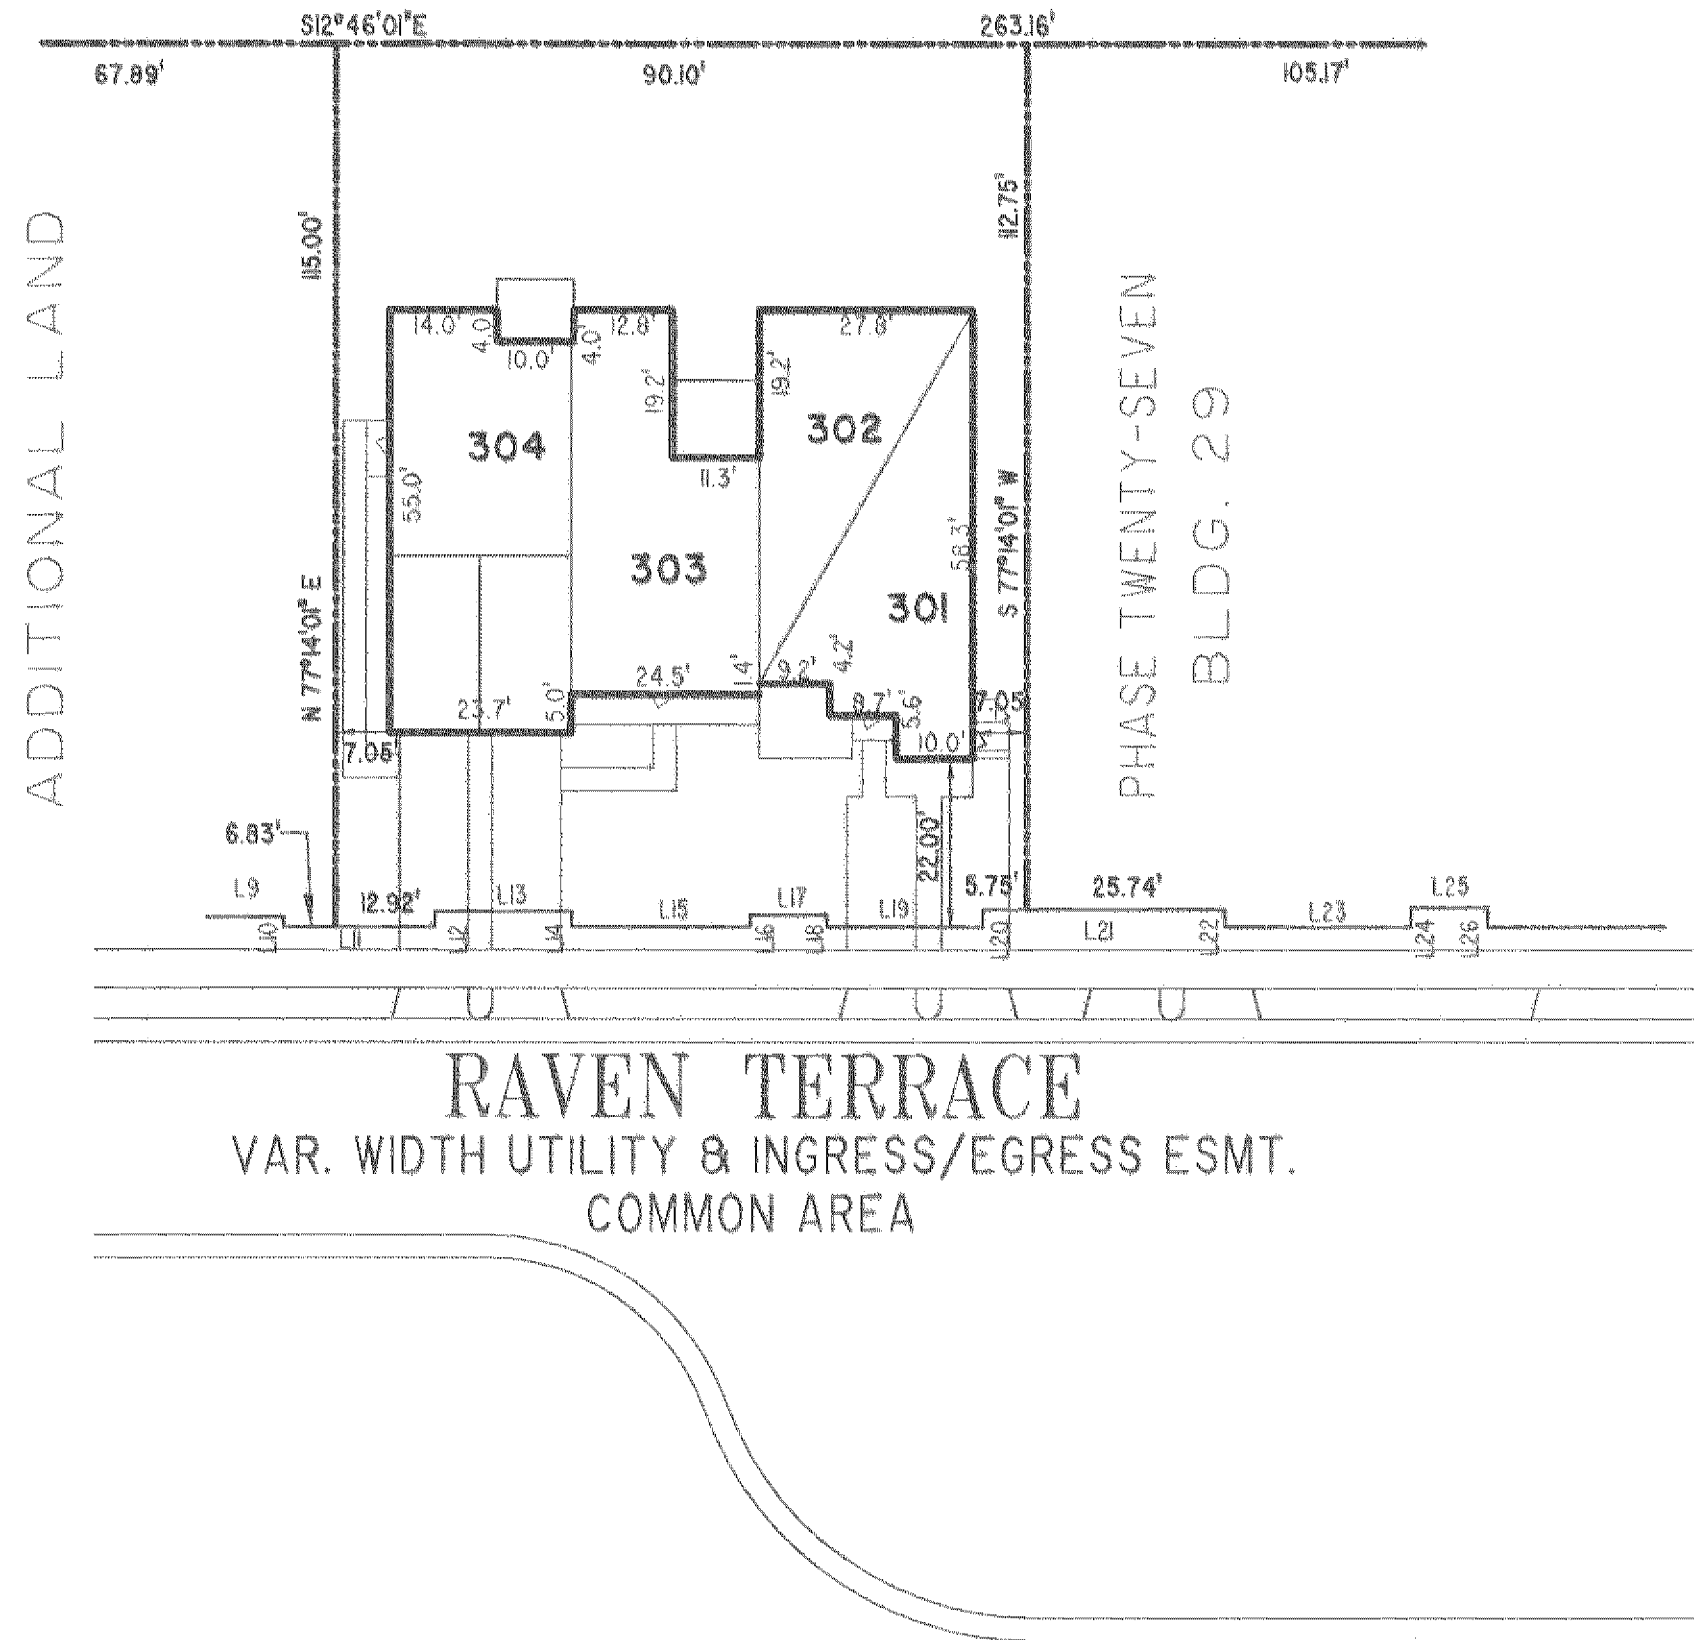 S12°46'01"E
263.16'
67.89'
90.10'
105.17'
ADDITIONAL LAND
115.00'
N 77°14'01" E
112.76'
S 77°14'01" W
PHASE TWENTY-SEVEN
BLDG. 29
14.0'
4.0
10.0'
4.0'
12.8'
27.8'
19.2'
19.2'
11.3'
304
302
55.0'
303
58.3'
301
24.5'
1.4'
9.2'
4.2'
23.7'
5.0'
8.7'
5.6
10.0'
7.05
7.05'
6.83'
22.00'
L9
12.92'
L13
L17
5.75'
25.74'
L25
L15
L19
L23
L10
L11
L12
L14
L16
L18
L20
L21
L22
L24
L26
RAVEN TERRACE
VAR. WIDTH UTILITY & INGRESS/EGRESS ESMT.
COMMON AREA